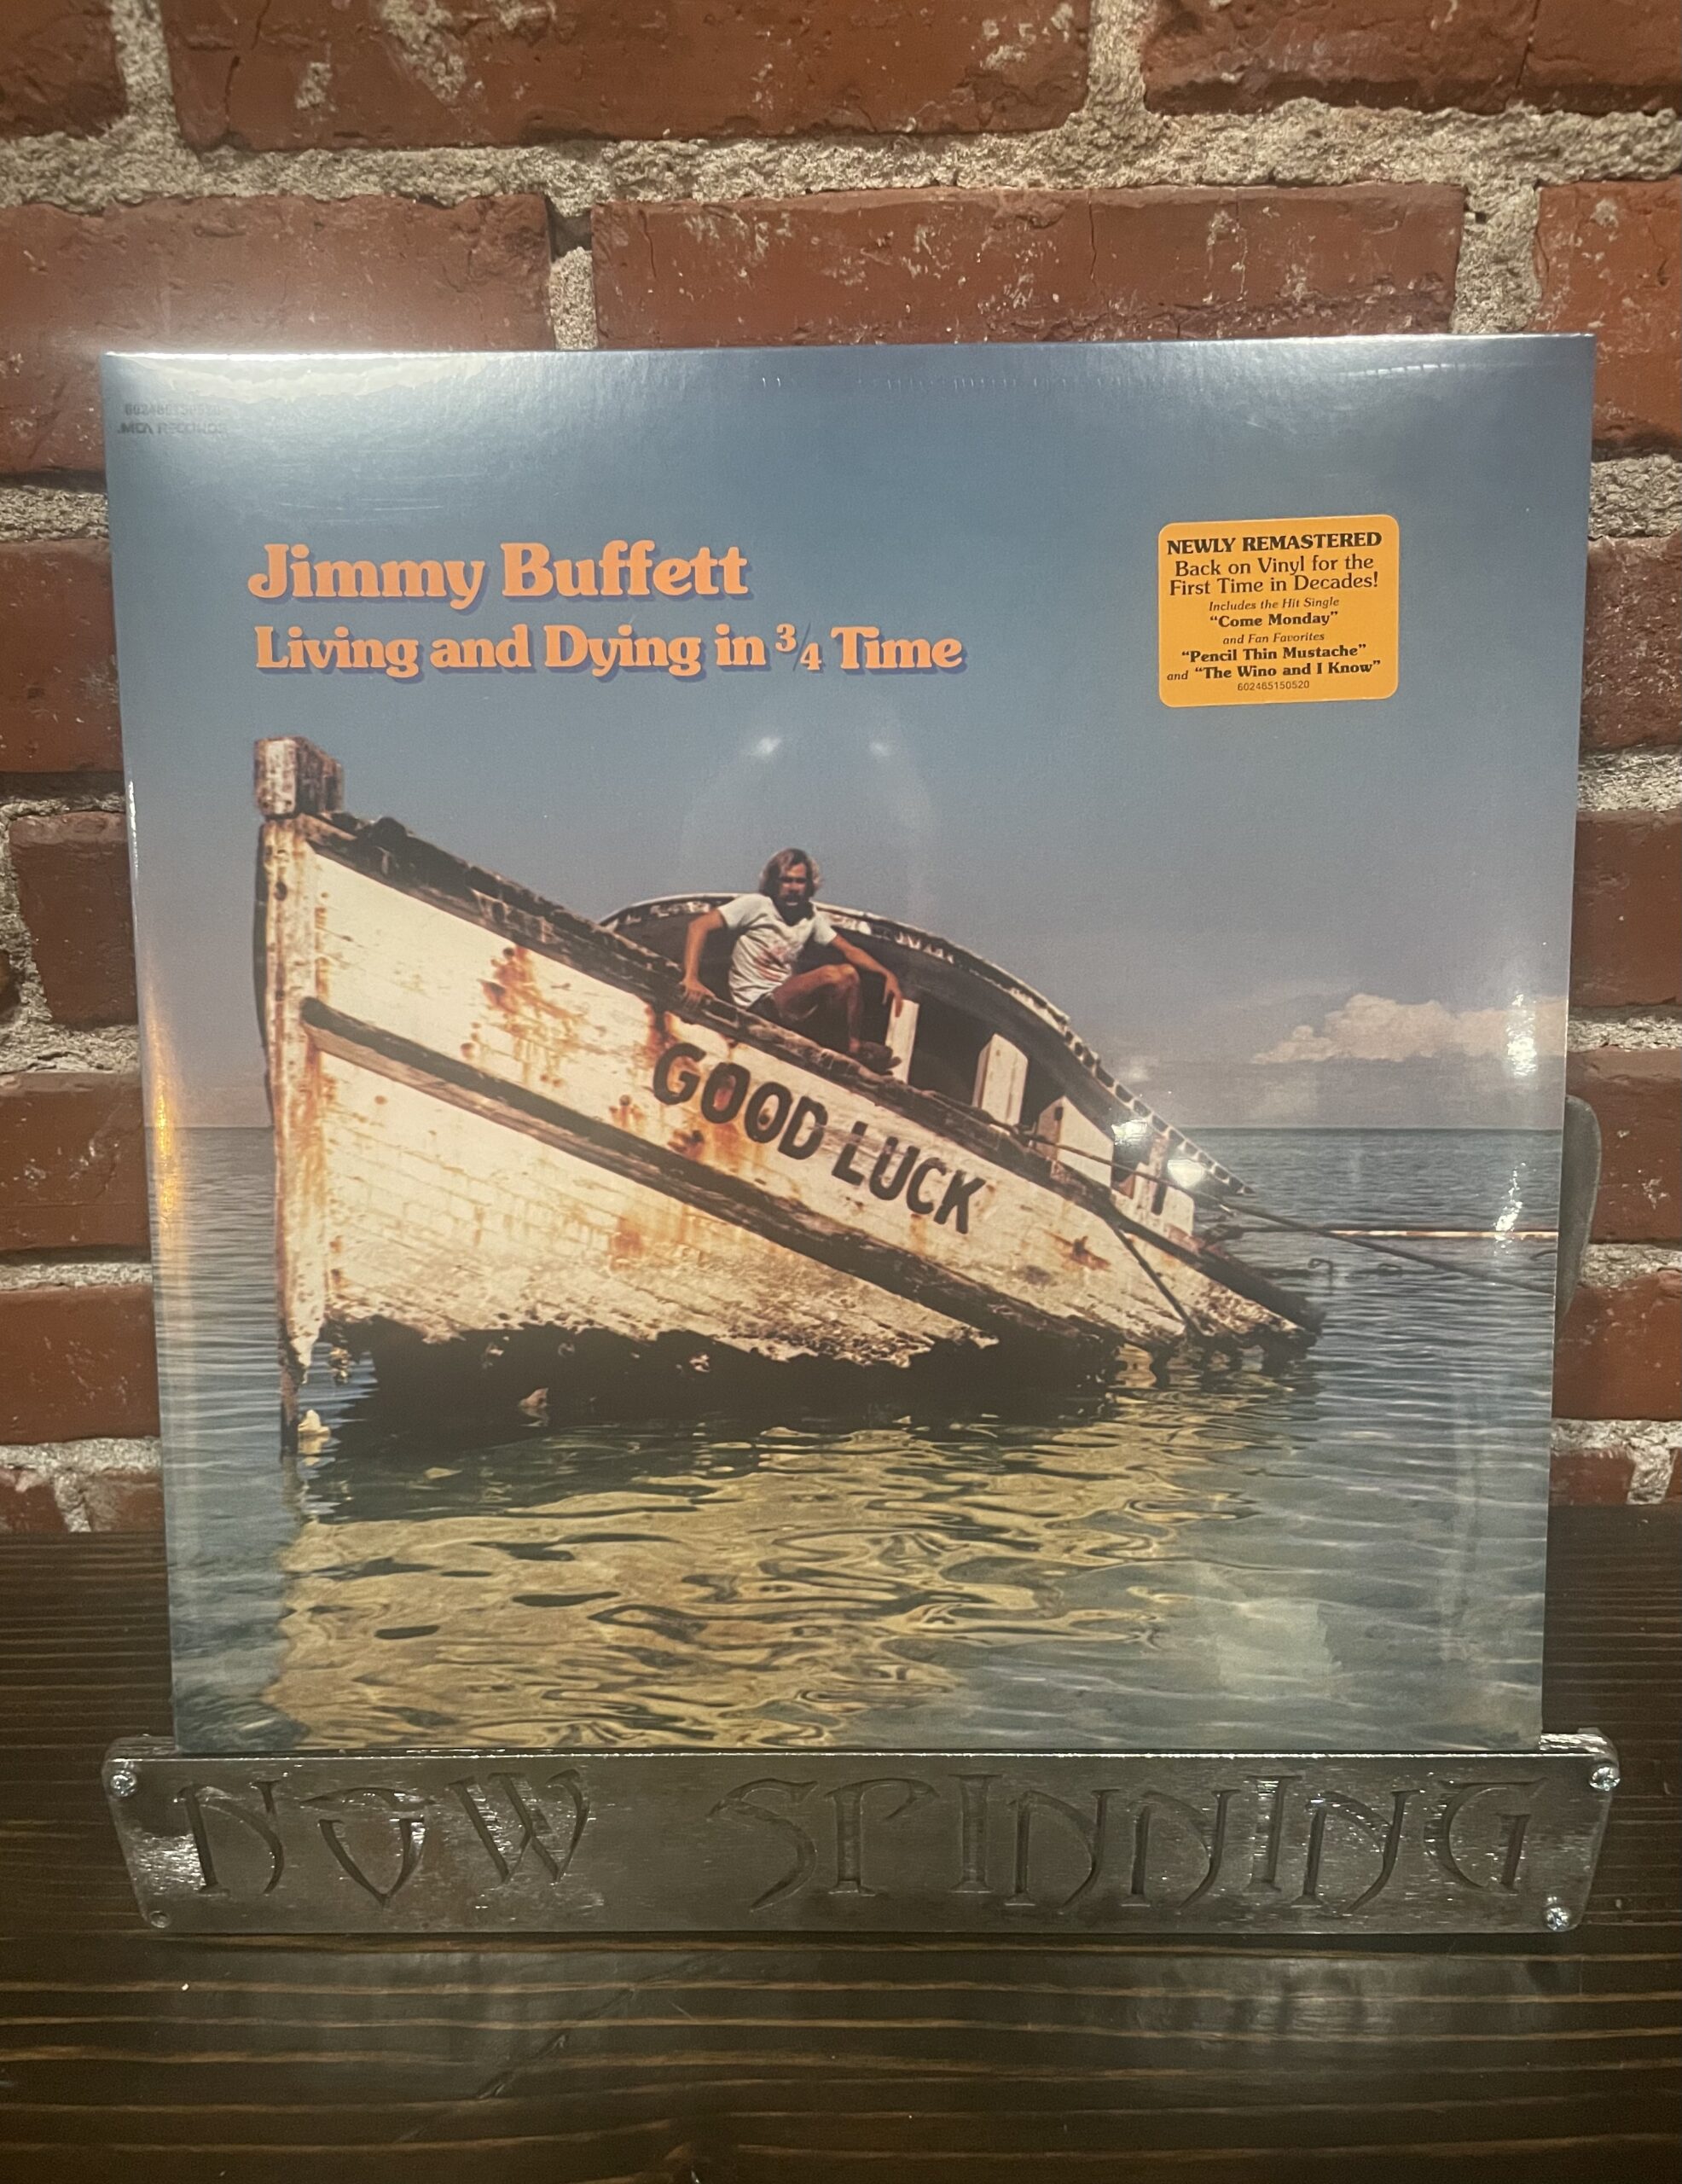 Jimmy Buffett
Living and Dying in 3/4 Time
NEWLY REMASTERED
Back on Vinyl for the
First Time in Decades!
Includes the Hit Single
“Come Monday”
and Fan Favorites
“Pencil Thin Mustache”
and “The Wino and I Know”
602465150520
GOOD LUCK
NOW SPINNING